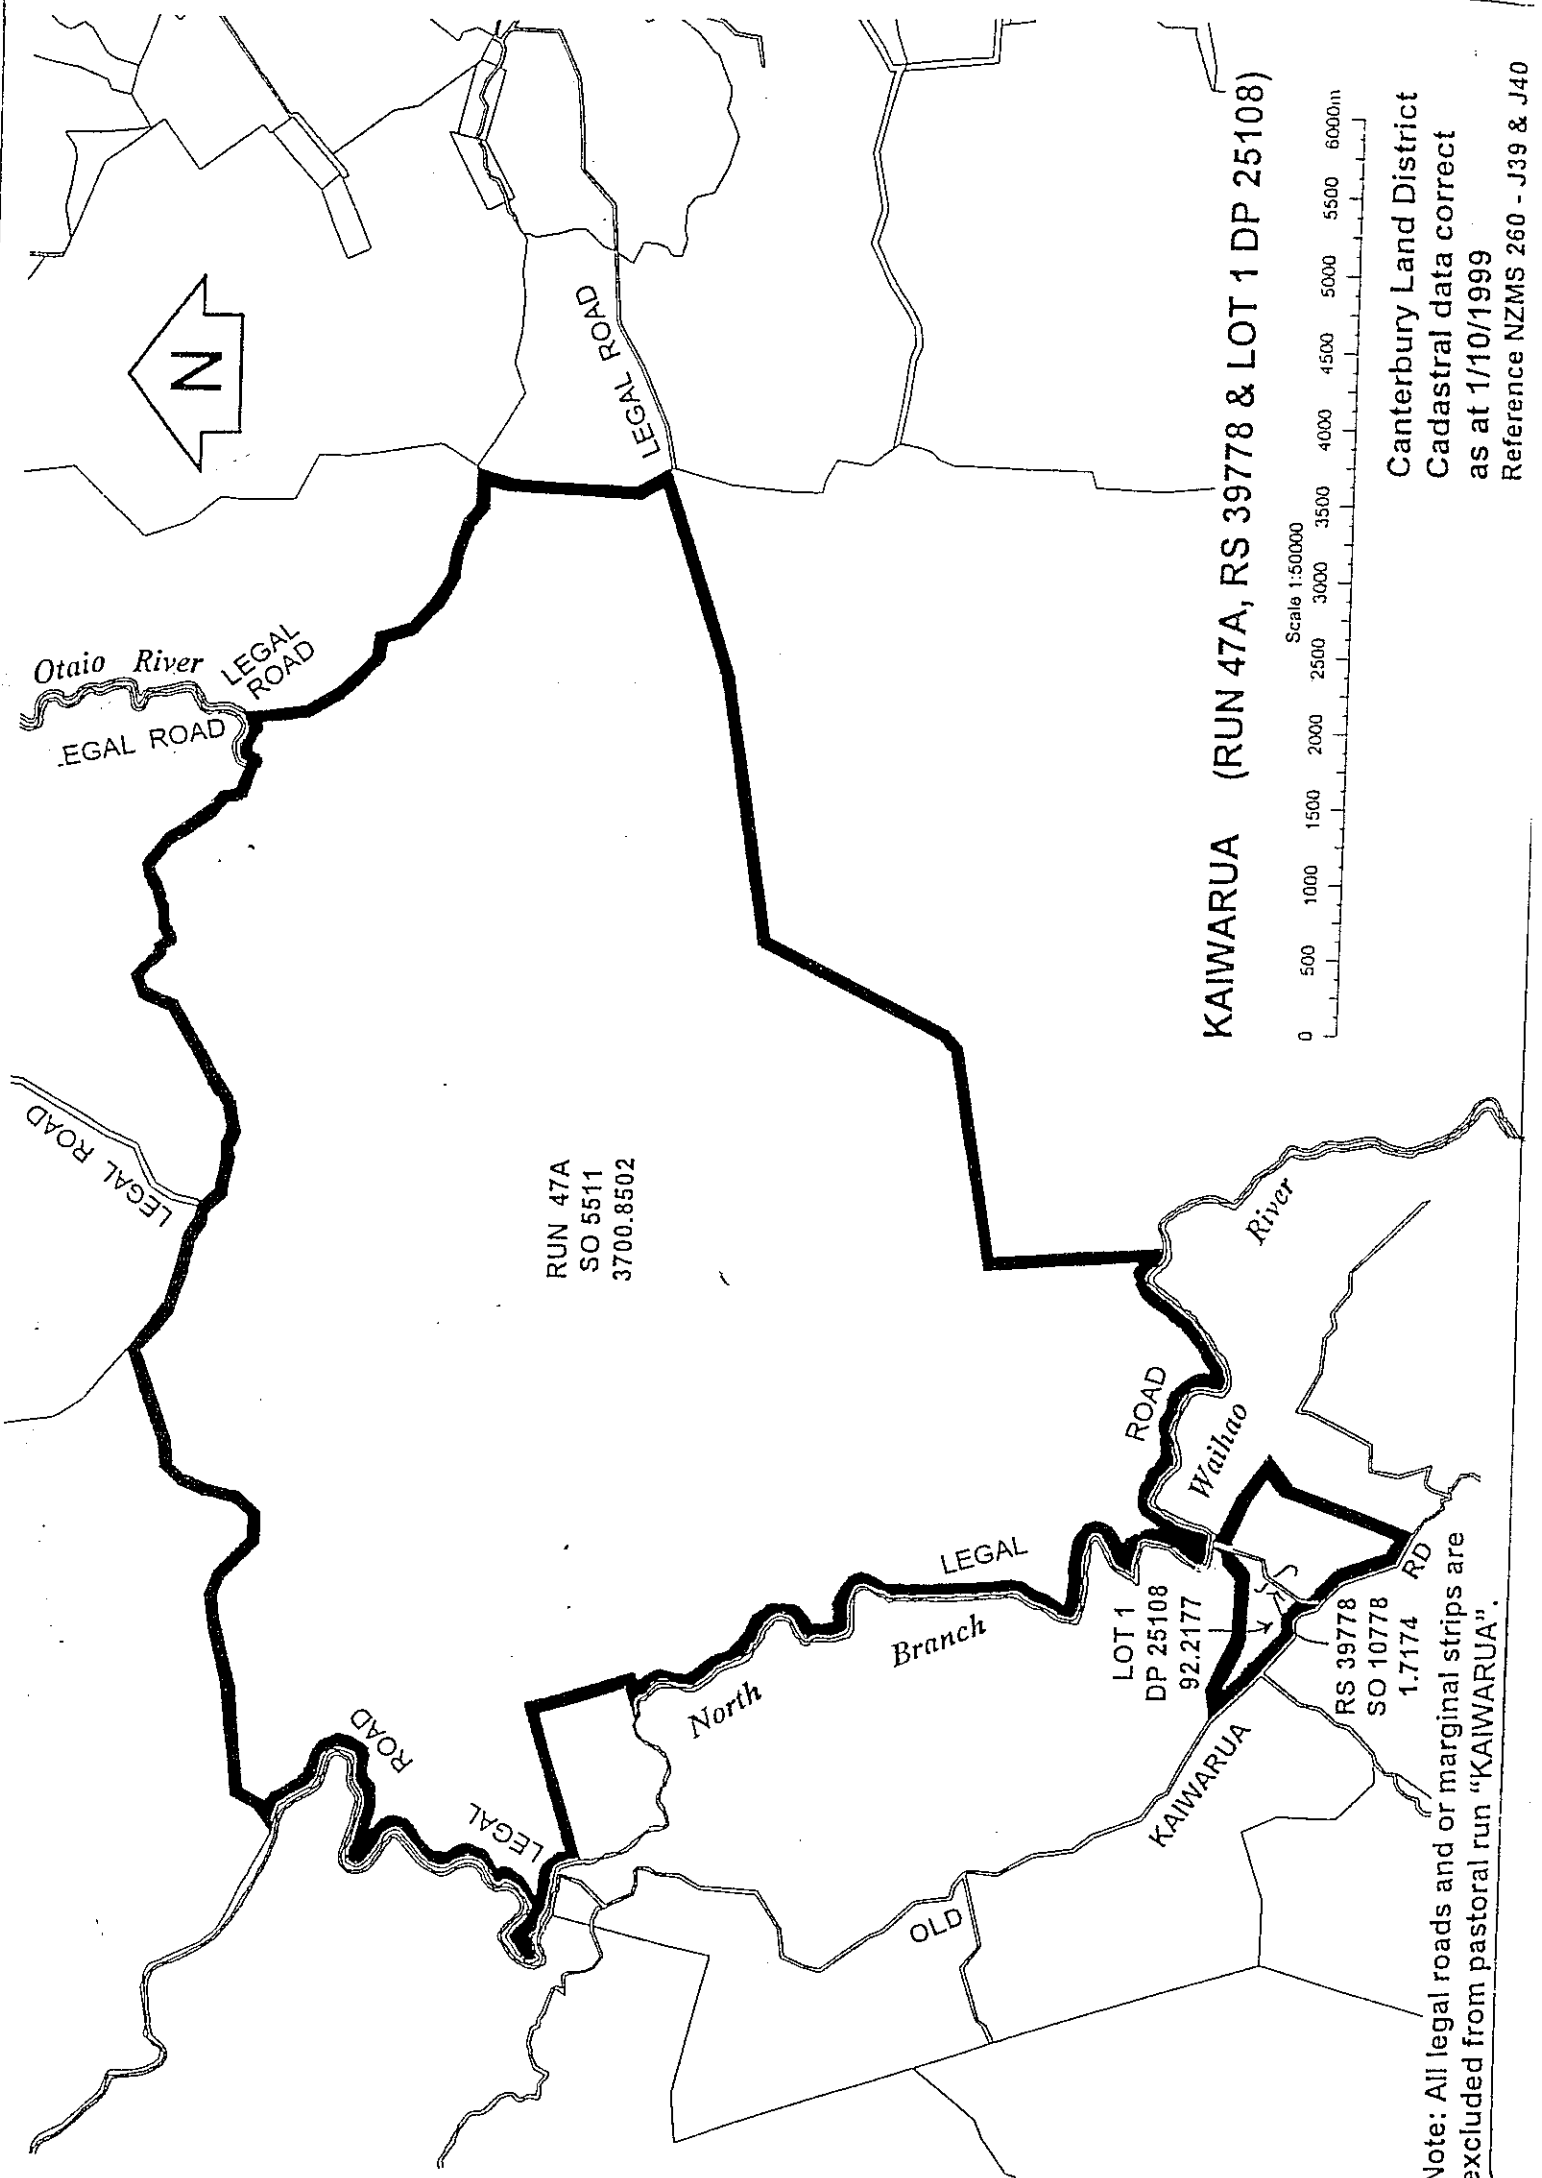 N
Otaio River
LEGAL
ROAD
EGAL ROAD
LEGAL ROAD
LEGAL ROAD
RUN 47A
SO 5511
3700.8502
LEGAL ROAD
North Branch
LEGAL ROAD
Waihao River
LOT 1
DP 25108
92.2177
RS 39778
SO 10778
1.7174
OLD KAIWARUA RD
KAIWARUA (RUN 47A, RS 39778 & LOT 1 DP 25108)
Scale 1:50000
0 500 1000 1500 2000 2500 3000 3500 4000 4500 5000 5500 6000m
Canterbury Land District
Cadastral data correct
as at 1/10/1999
Reference NZMS 260 - J39 & J40
Note: All legal roads and or marginal strips are
excluded from pastoral run "KAIWARUA".